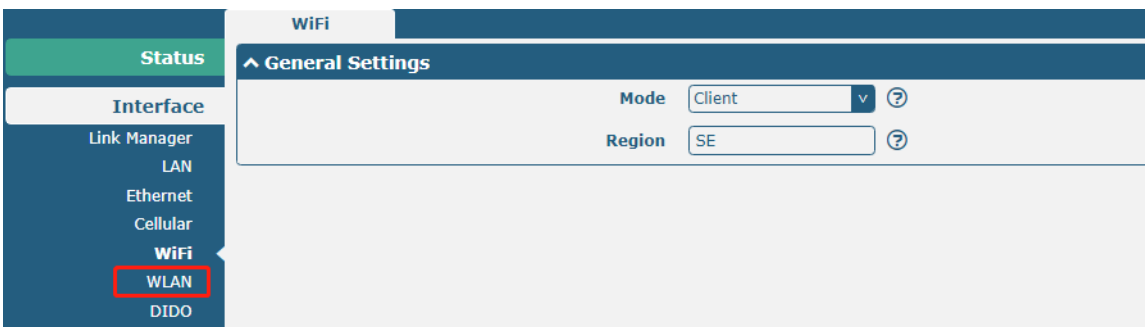 WiFi
Status
General Settings
Interface
Mode Client
Link Manager
Region SE
LAN
Ethernet
Cellular
WiFi
WLAN
DIDO